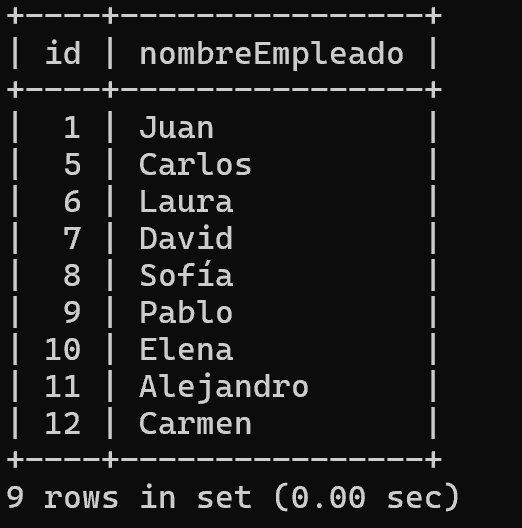 +----+----------------+
| id | nombreEmpleado |
+----+----------------+
|  1 | Juan           |
|  5 | Carlos         |
|  6 | Laura          |
|  7 | David          |
|  8 | Sofía          |
|  9 | Pablo          |
| 10 | Elena          |
| 11 | Alejandro      |
| 12 | Carmen         |
+----+----------------+
9 rows in set (0.00 sec)